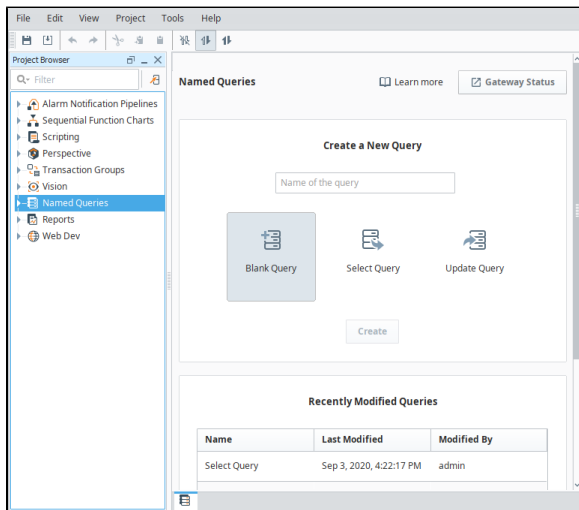 File Edit View Project Tools Help
Project Browser
Filter
Alarm Notification Pipelines
Sequential Function Charts
Scripting
Perspective
Transaction Groups
Vision
Named Queries
Reports
Web Dev
Named Queries Learn more Gateway Status
Create a New Query
Name of the query
Blank Query Select Query Update Query
Create
Recently Modified Queries
Name Last Modified Modified By
Select Query Sep 3, 2020, 4:22:17 PM admin